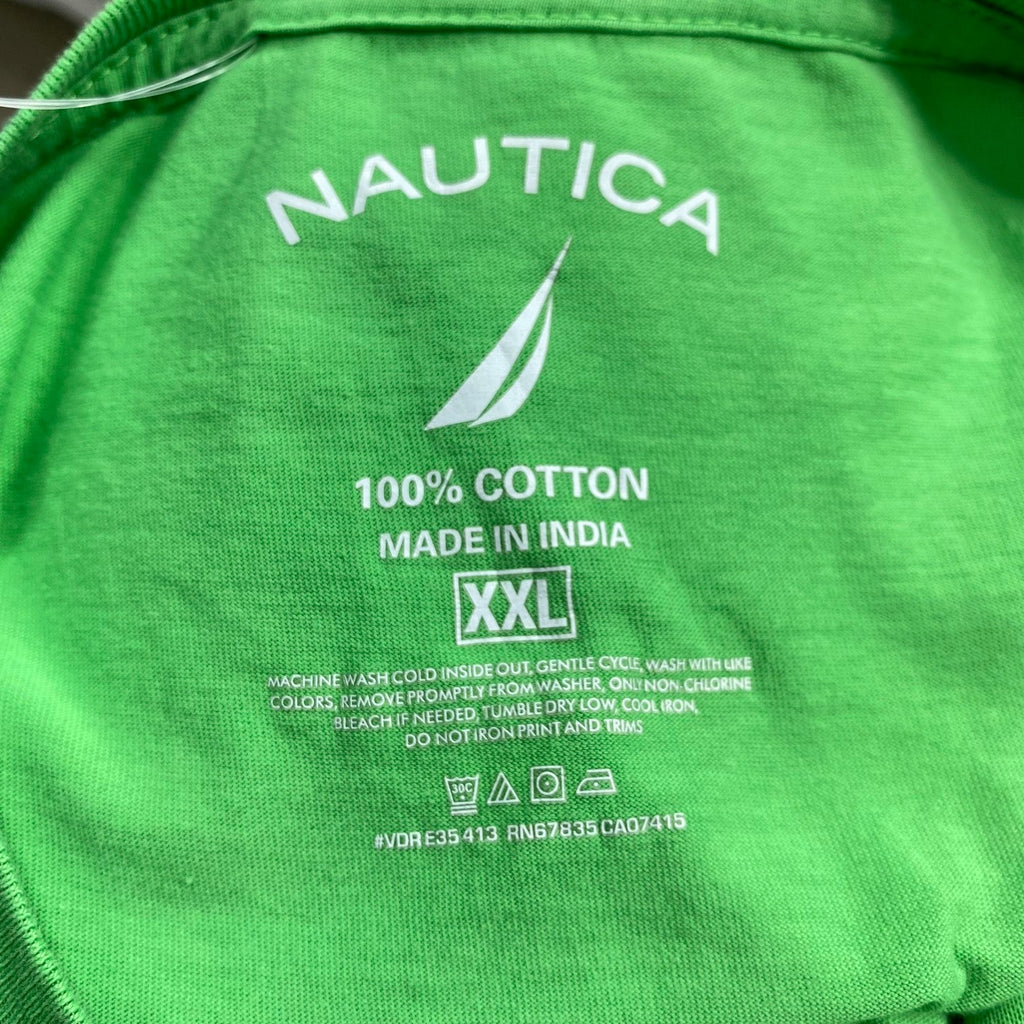 NAUTICA
100% COTTON
MADE IN INDIA
XXL
MACHINE WASH COLD INSIDE OUT, GENTLE CYCLE, WASH WITH LIKE
COLORS, REMOVE PROMPTLY FROM WASHER, ONLY NON-CHLORINE
BLEACH IF NEEDED, TUMBLE DRY LOW, COOL IRON,
DO NOT IRON PRINT AND TRIMS
30C
#VDR E35413 RN67835 CA07415